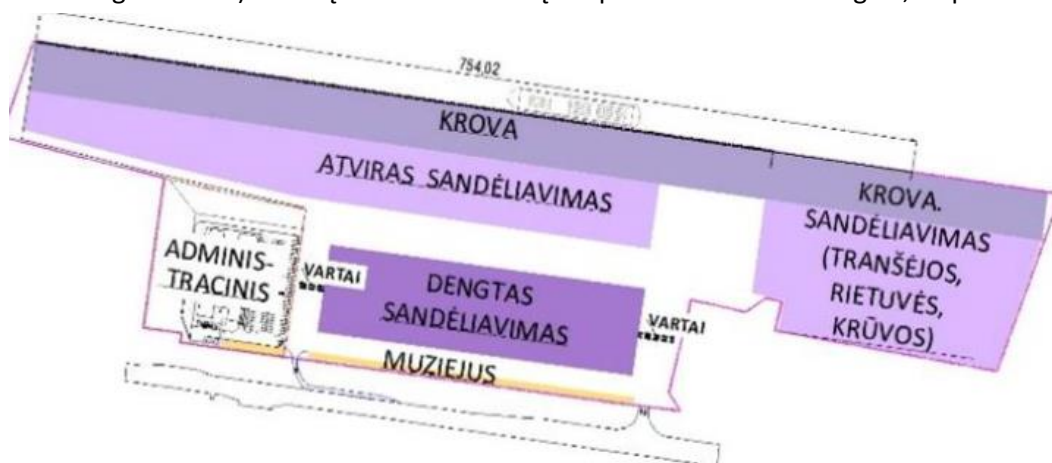 754,02
KROVA
ATVIRAS SANDĖLIAVIMAS
KROVA.
SANDĖLIAVIMAS
(TRANŠĖJOS,
RIETUVĖS,
KRŪVOS)
ADMINIS-
TRACINIS
VARTAI
DENGTAS
SANDĖLIAVIMAS
VARTAI
MUZIEJUS